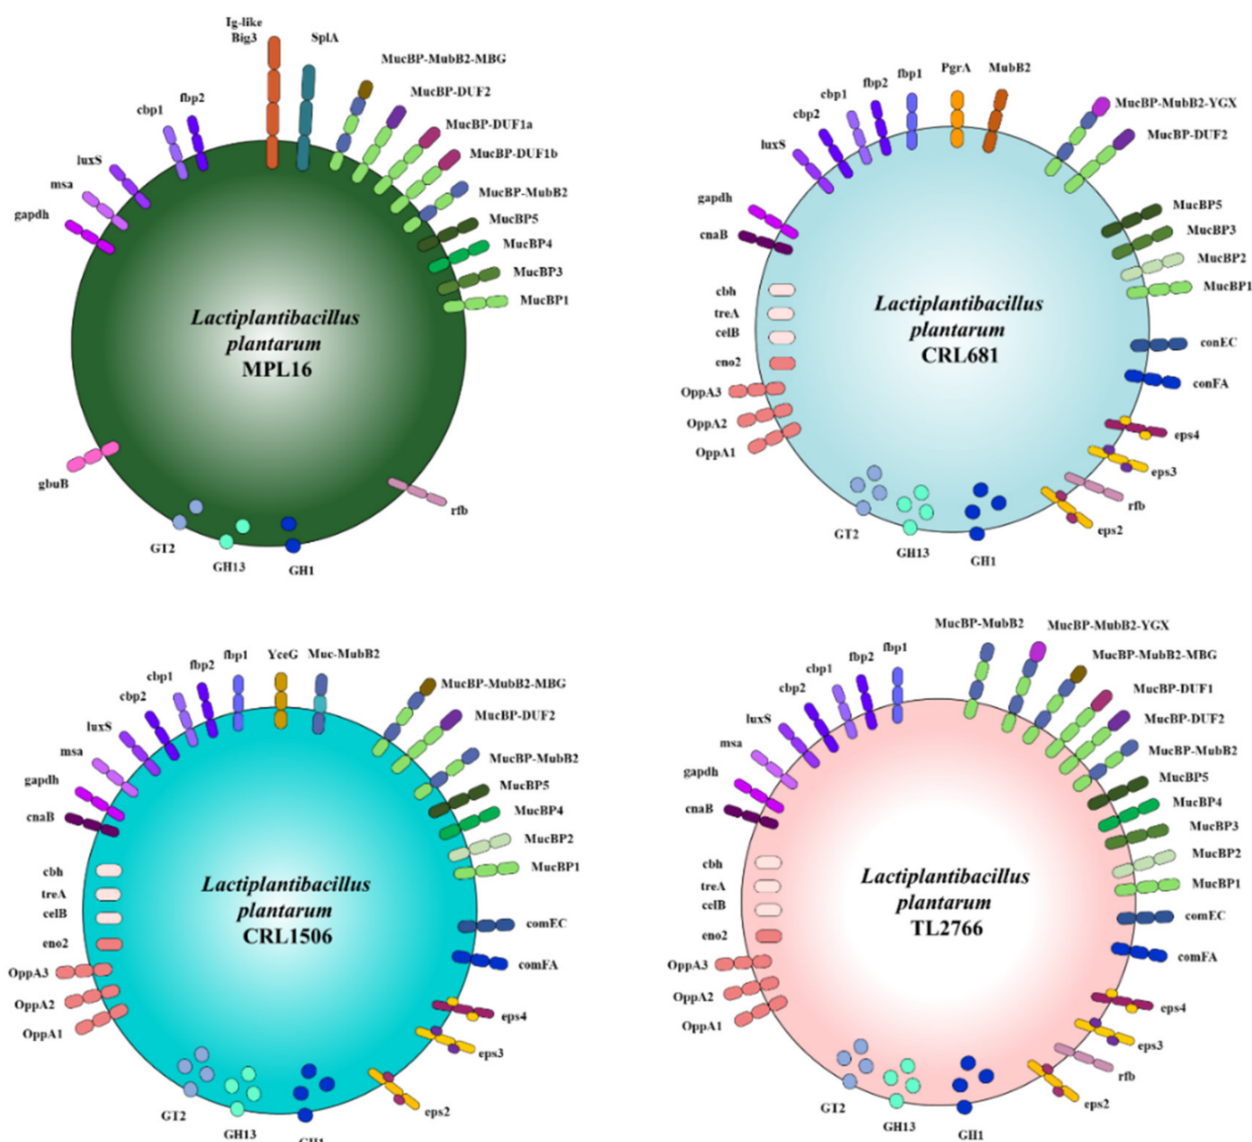 Ig-like
Big3
SplA
MucBP-MubB2-MBG
MucBP-DUF2
MucBP-DUF1a
MucBP-DUF1b
MucBP-MubB2
MucBP5
MucBP4
MucBP3
MucBP1
fbp2
cbp1
luxS
msa
gapdh
Lactiplantibacillus
plantarum
MPL16
gbuB
GT2
GH13
GH1
rfb
PgrA
MubB2
fbp1
fbp2
cbp1
cbp2
luxS
gapdh
cnaB
MucBP-MubB2-YGX
MucBP-DUF2
MucBP5
MucBP3
MucBP2
MucBP1
cbh
treA
celB
eno2
OppA3
OppA2
OppA1
Lactiplantibacillus
plantarum
CRL681
conEC
conFA
eps4
eps3
rfb
eps2
GT2
GH13
GH1
YceG
Muc-MubB2
fbp1
fbp2
cbp1
cbp2
luxS
msa
gapdh
cnaB
MucBP-MubB2-MBG
MucBP-DUF2
MucBP-MubB2
MucBP5
MucBP4
MucBP2
MucBP1
cbh
treA
celB
eno2
OppA3
OppA2
OppA1
Lactiplantibacillus
plantarum
CRL1506
comEC
comFA
eps4
eps3
eps2
GT2
GH13
GH1
MucBP-MubB2
MucBP-MubB2-YGX
MucBP-MubB2-MBG
MucBP-DUF1
MucBP-DUF2
MucBP-MubB2
MucBP5
MucBP4
MucBP3
MucBP2
MucBP1
fbp1
fbp2
cbp1
cbp2
luxS
msa
gapdh
cnaB
cbh
treA
celB
eno2
OppA3
OppA2
OppA1
Lactiplantibacillus
plantarum
TL2766
comEC
comFA
eps4
eps3
rfb
eps2
GT2
GH13
GH1